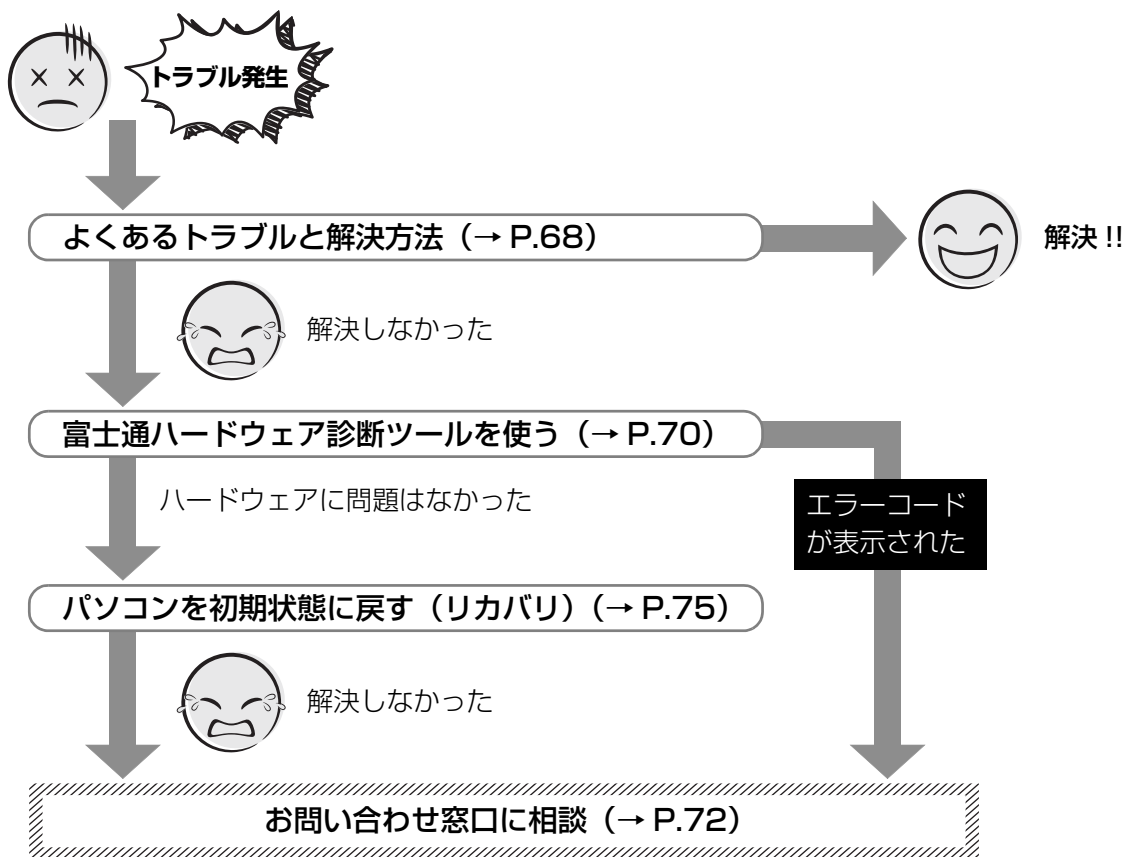 トラブル発生
よくあるトラブルと解決方法（→ P.68）
解決 !!
解決しなかった
富士通ハードウェア診断ツールを使う（→ P.70）
ハードウェアに問題はなかった
エラーコード
が表示された
パソコンを初期状態に戻す（リカバリ）（→ P.75）
解決しなかった
お問い合わせ窓口に相談（→ P.72）